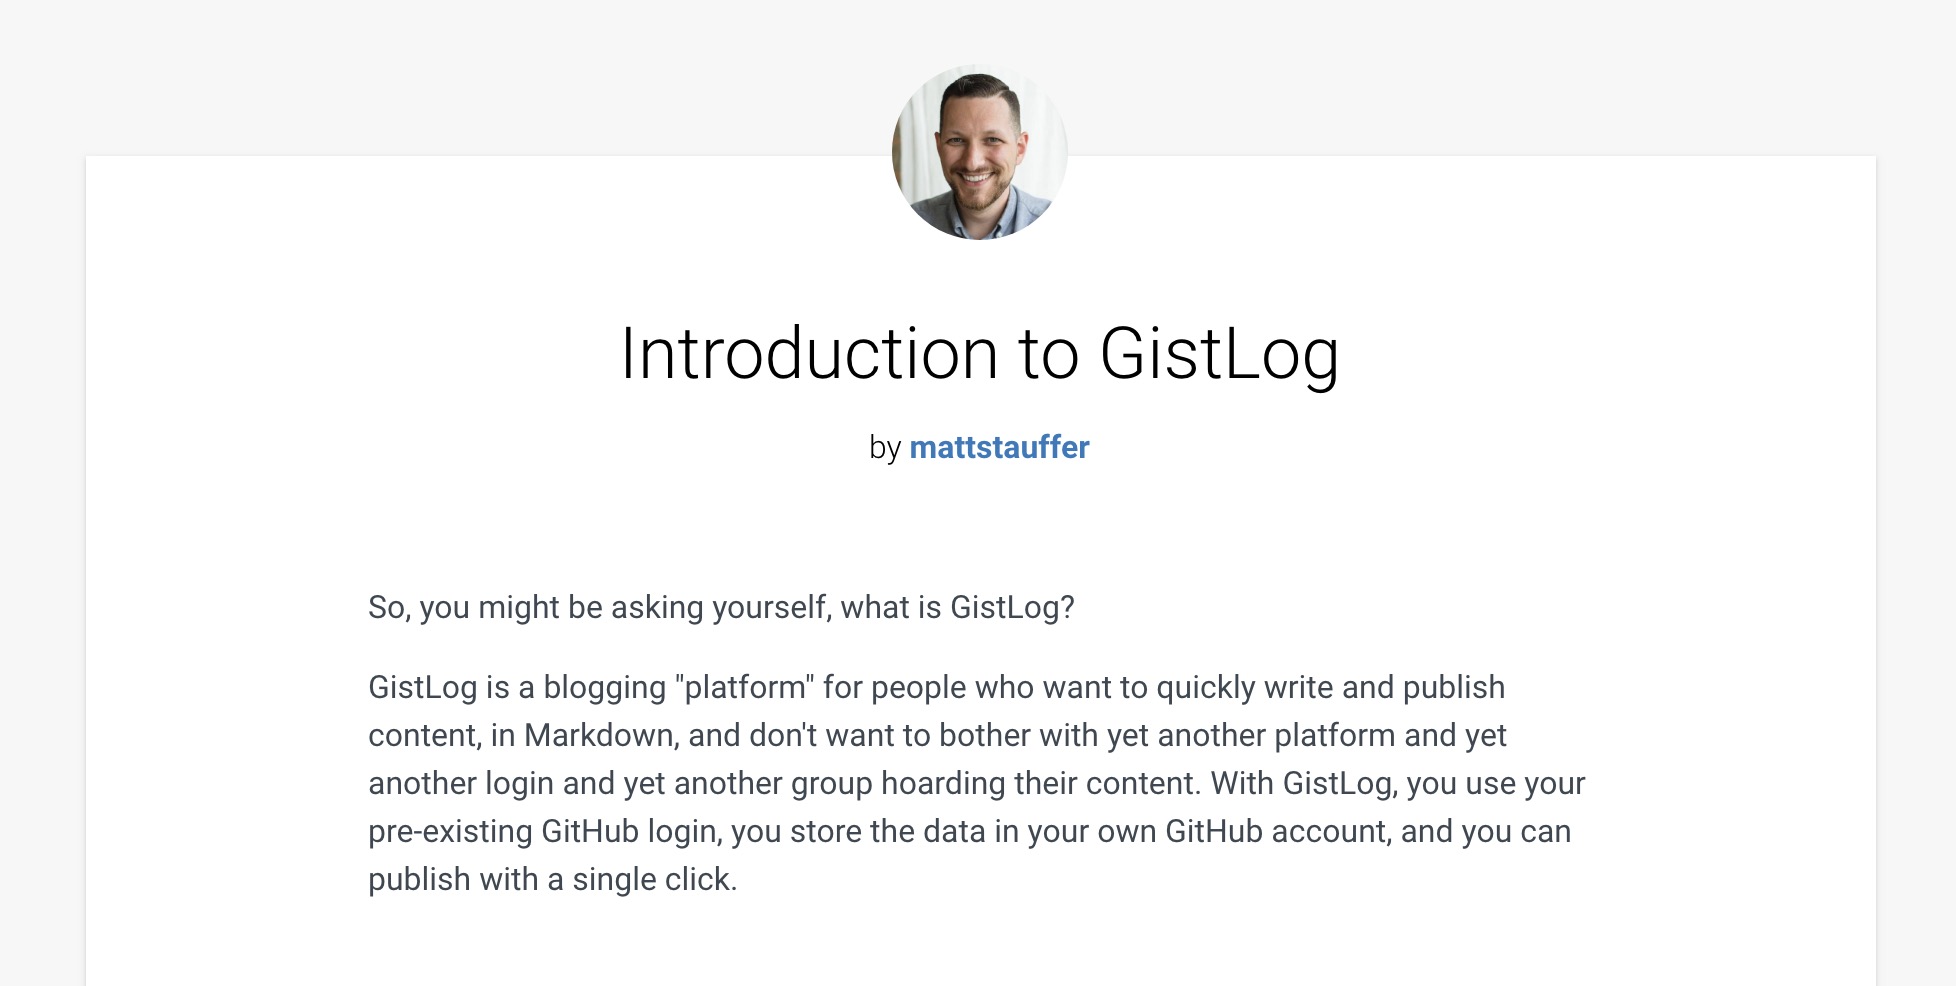 Introduction to GistLog
by mattstauffer
So, you might be asking yourself, what is GistLog?
GistLog is a blogging "platform" for people who want to quickly write and publish
content, in Markdown, and don't want to bother with yet another platform and yet
another login and yet another group hoarding their content. With GistLog, you use your
pre-existing GitHub login, you store the data in your own GitHub account, and you can
publish with a single click.